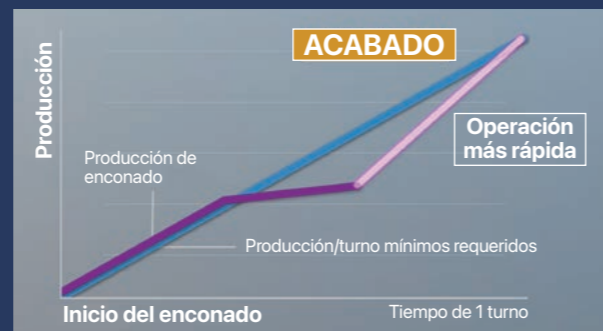 ACABADO
Producción
Operación
más rápida
Producción de
enconado
Producción/turno mínimos requeridos
Inicio del enconado
Tiempo de 1 turno